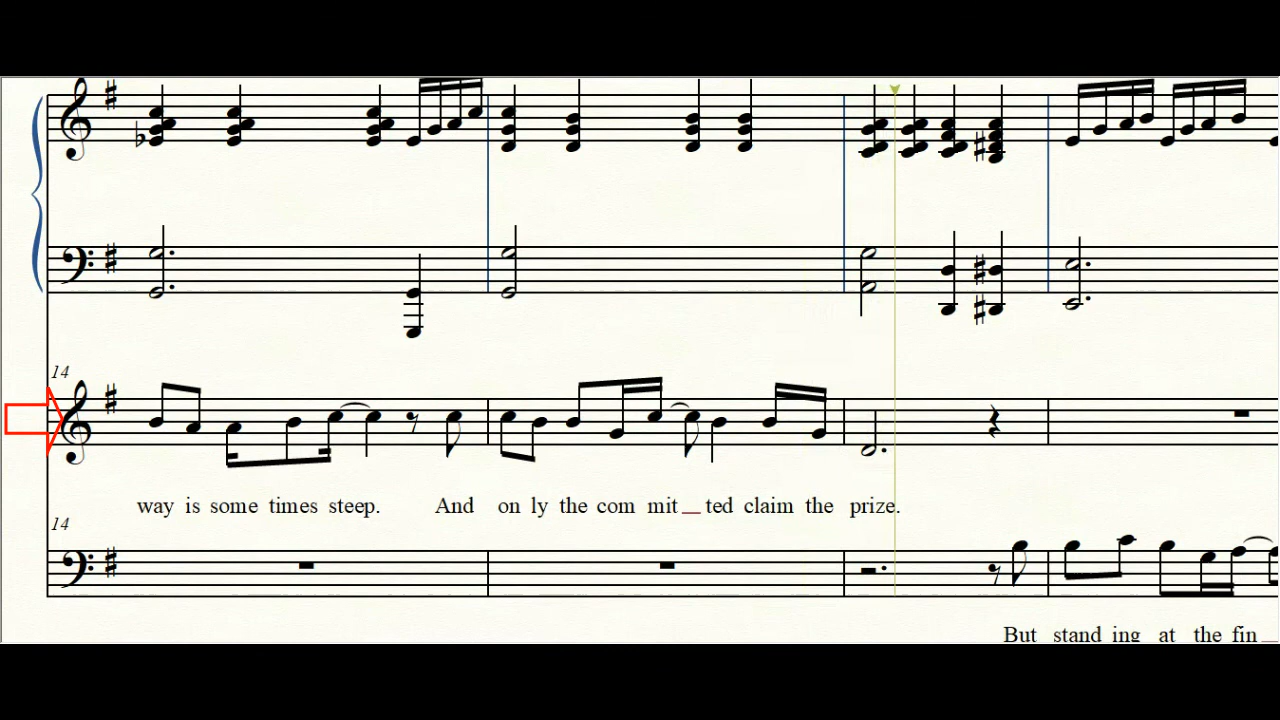 14
way is some times steep. And on ly the com mit ted claim the prize.
14
But stand ing at the fin